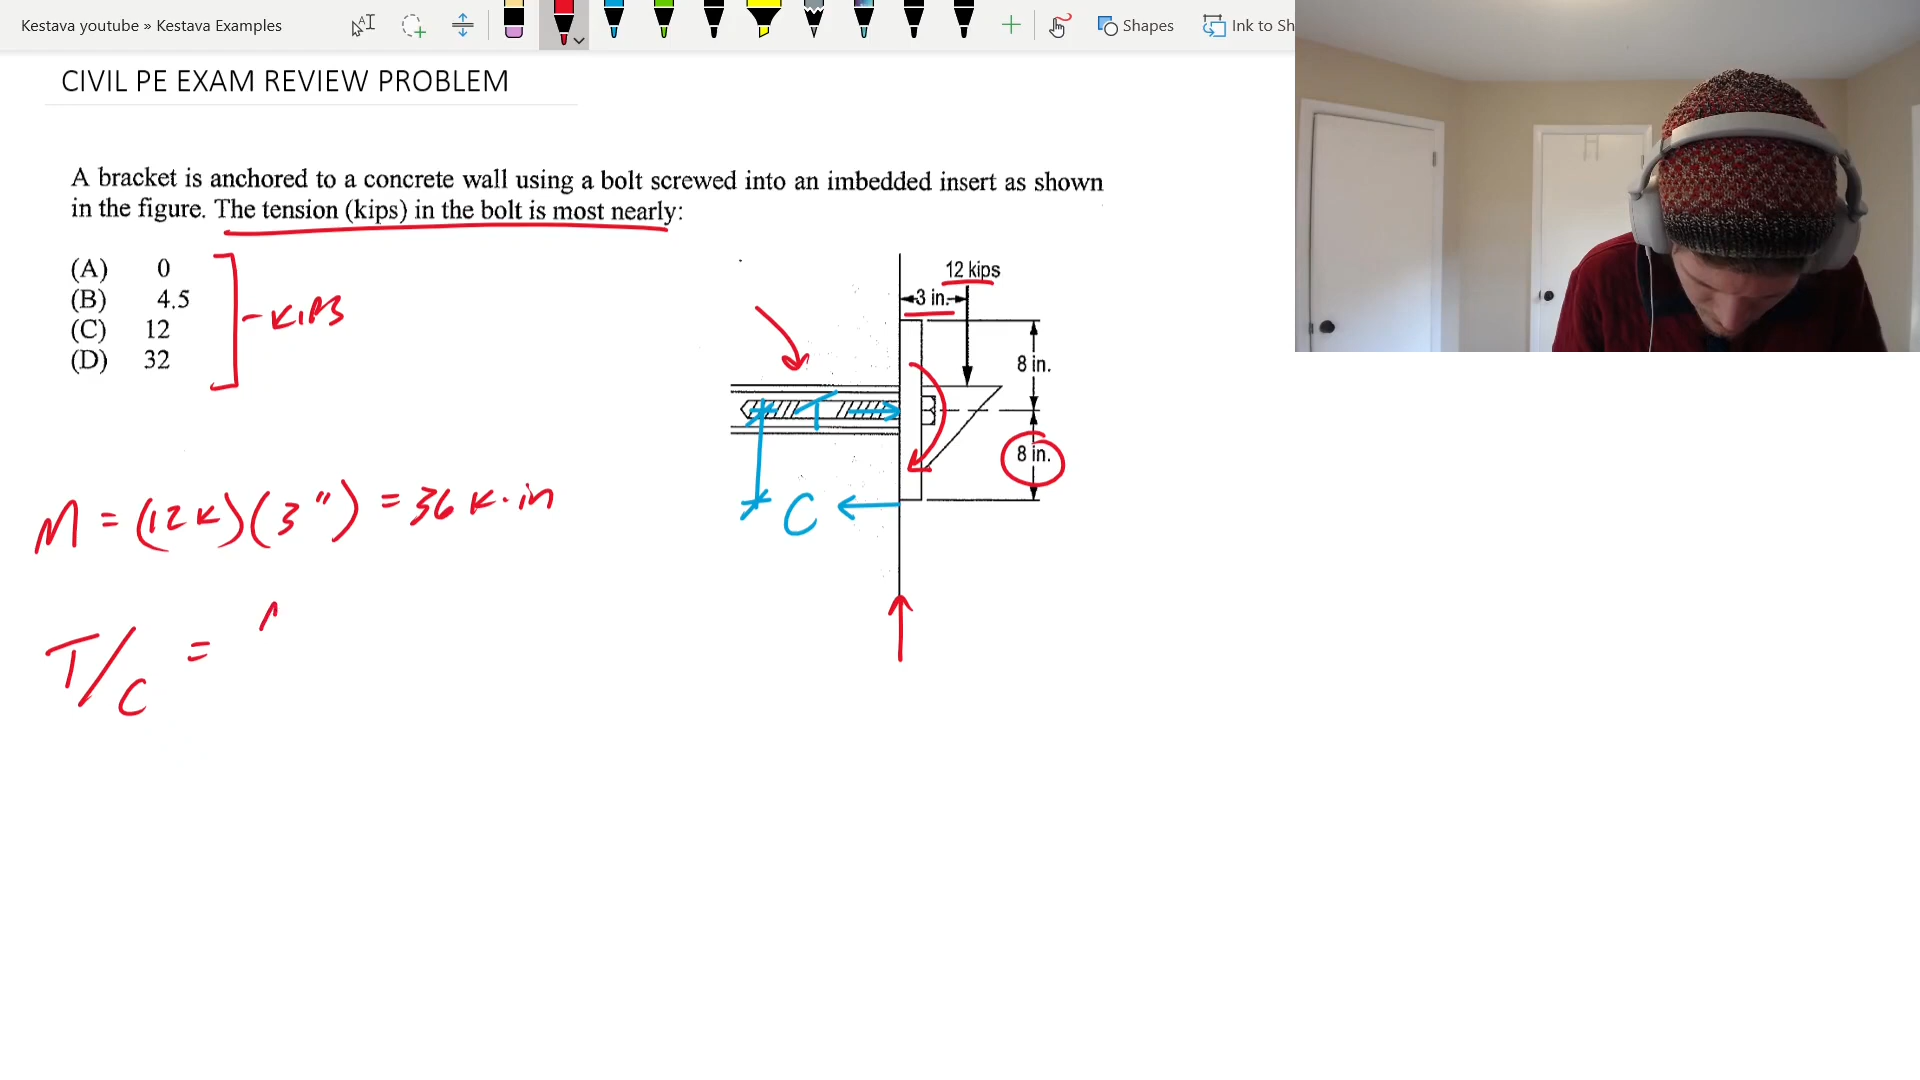 Kestava youtube » Kestava Examples
Shapes
Ink to Sh
CIVIL PE EXAM REVIEW PROBLEM
A bracket is anchored to a concrete wall using a bolt screwed into an imbedded insert as shown
in the figure. The tension (kips) in the bolt is most nearly:
(A) 0
(B) 4.5
(C) 12
(D) 32
- KIPS
12 kips
3 in.
8 in.
8 in.
T
C
M = (12K)(3") = 36 K·in
T/C =